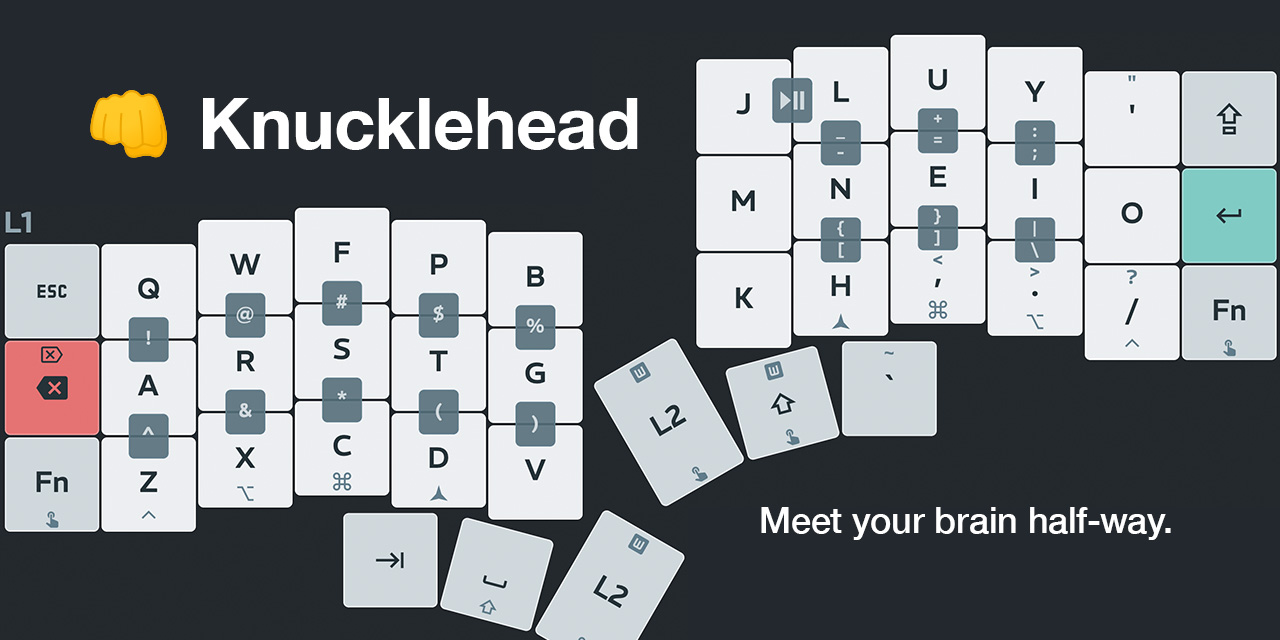 👊 Knucklehead
J ⏯ L U Y " '
_ -
+ =
: ;
M N E I O ↵
{ [
} ]
| \
K H < , ⌘ > . ⌥ ? / ^ Fn
L1
ESC Q W F P B
! @ # $ %
A R S T G
^ & * ( )
Fn Z ^ X ⌥ C ⌘ D V
W L2
W ⇧
~ `
→| ⇧
W L2
Meet your brain half-way.